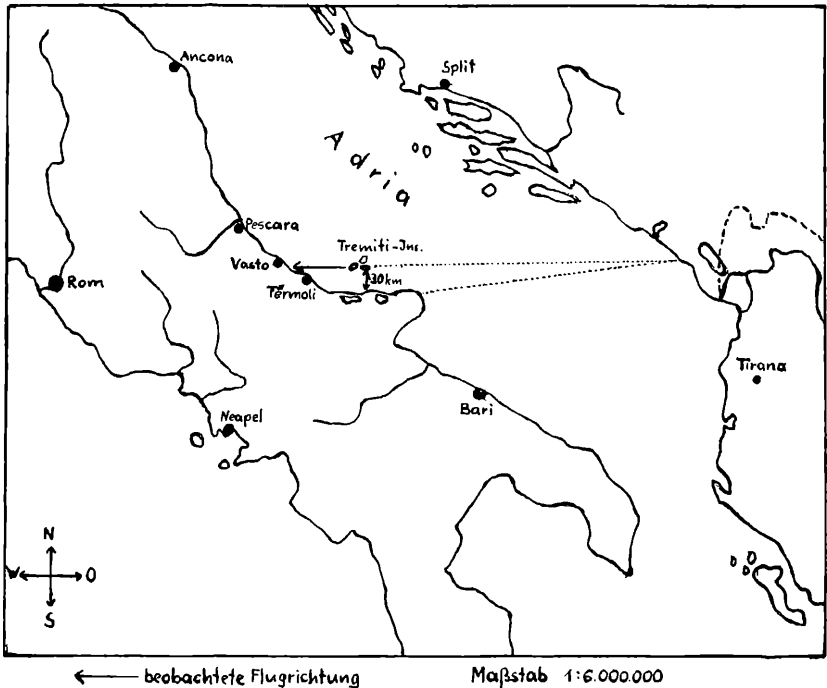 Ancona
Split
Adria
Pescara
Tremiti-Ins.
Vasto
30km
Rom
Termoli
Tirana
Bari
Neapel
N
W O
S
beobachtete Flugrichtung Maßstab 1:6.000.000